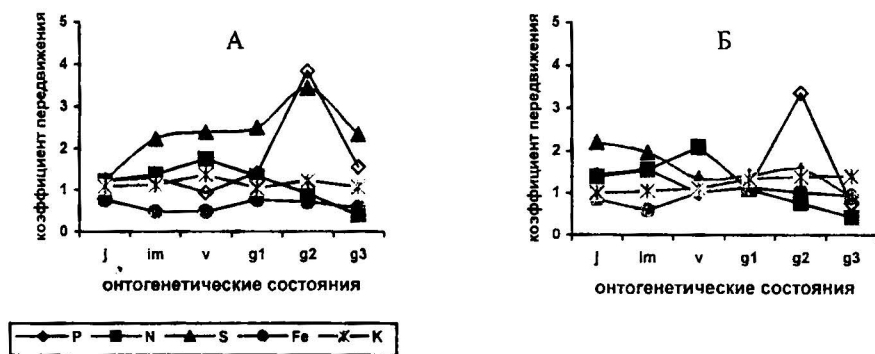 А
коэффициент передвижения
5
4
3
2
1
0
j im v g1 g2 g3
онтогенетические состояния
Б
коэффициент передвижения
5
4
3
2
1
0
j im v g1 g2 g3
онтогенетические состояния
P N S Fe K